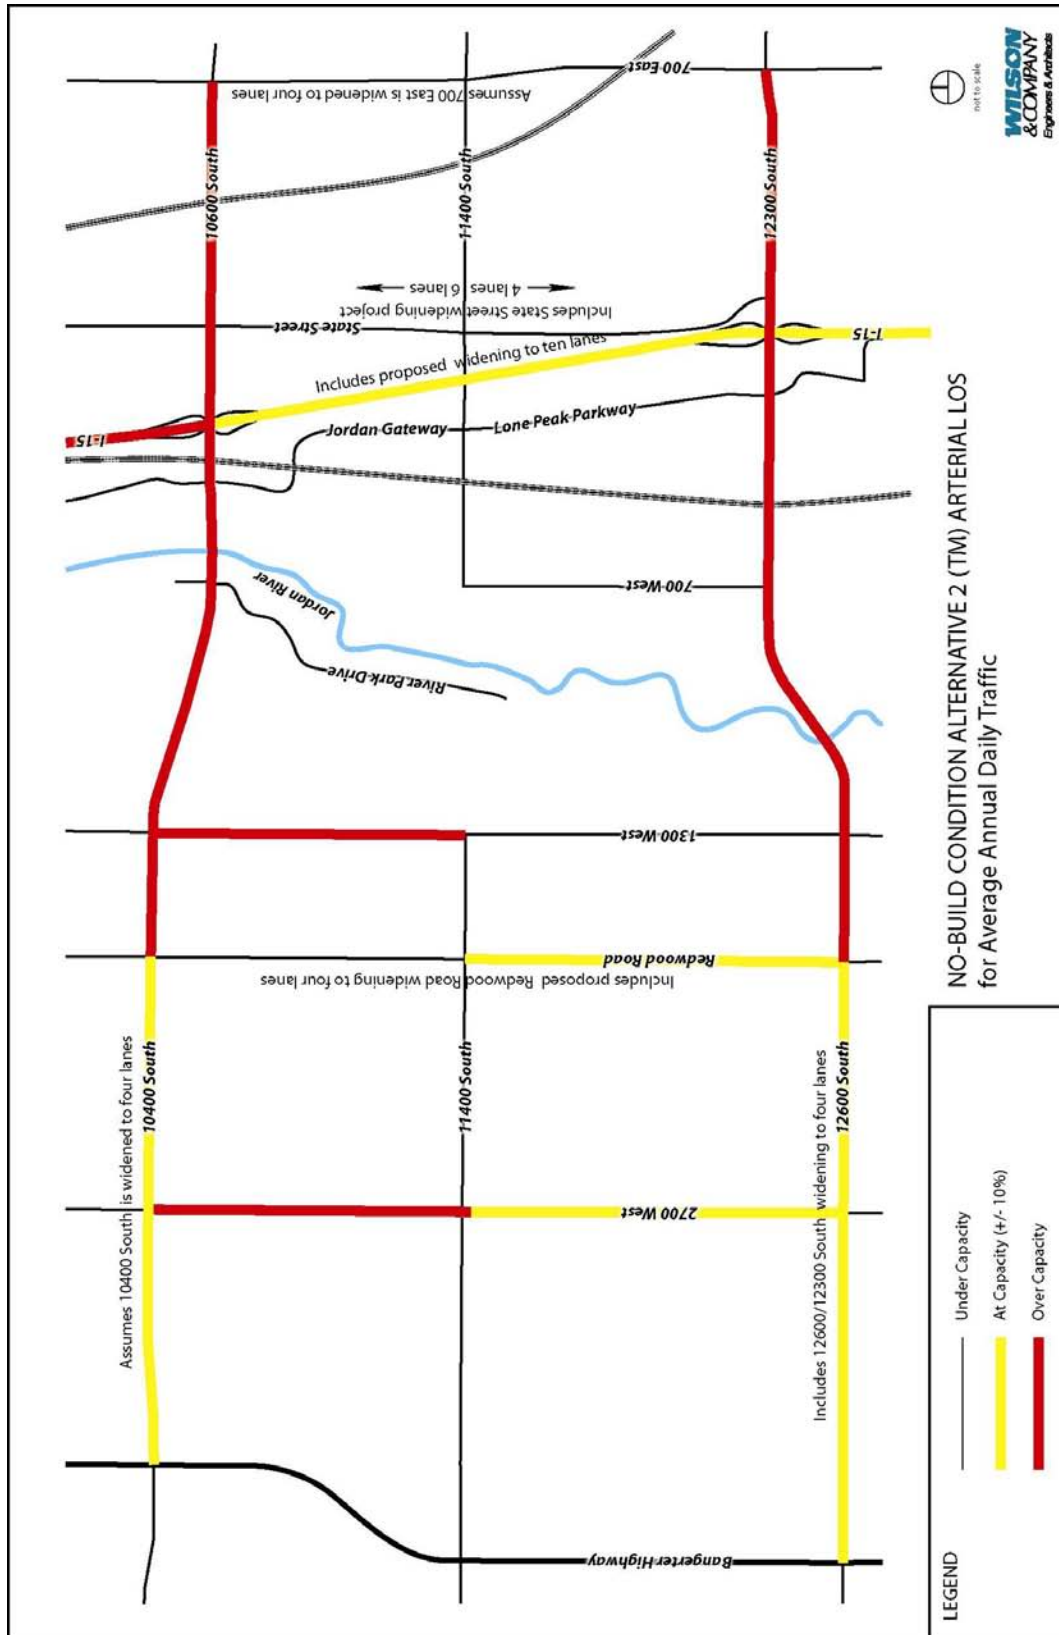 Assumes 10400 South is widened to four lanes
10400 South
10600 South
Assumes 700 East is widened to four lanes
700 East
I-15
State Street
Includes State Street widening project
4 lanes 6 lanes
Includes proposed widening to ten lanes
Jordan Gateway
Lone Peak Parkway
Jordan River
River Park Drive
11400 South
11400 South
700 West
1300 West
Redwood Road
Includes proposed Redwood Road widening to four lanes
2700 West
Bangerter Highway
Includes 12600/12300 South widening to four lanes
12600 South
12300 South
I-15
LEGEND
Under Capacity
At Capacity (+/- 10%)
Over Capacity
NO-BUILD CONDITION ALTERNATIVE 2 (TM) ARTERIAL LOS
for Average Annual Daily Traffic
not to scale
WILSON
& COMPANY
Engineers & Architects